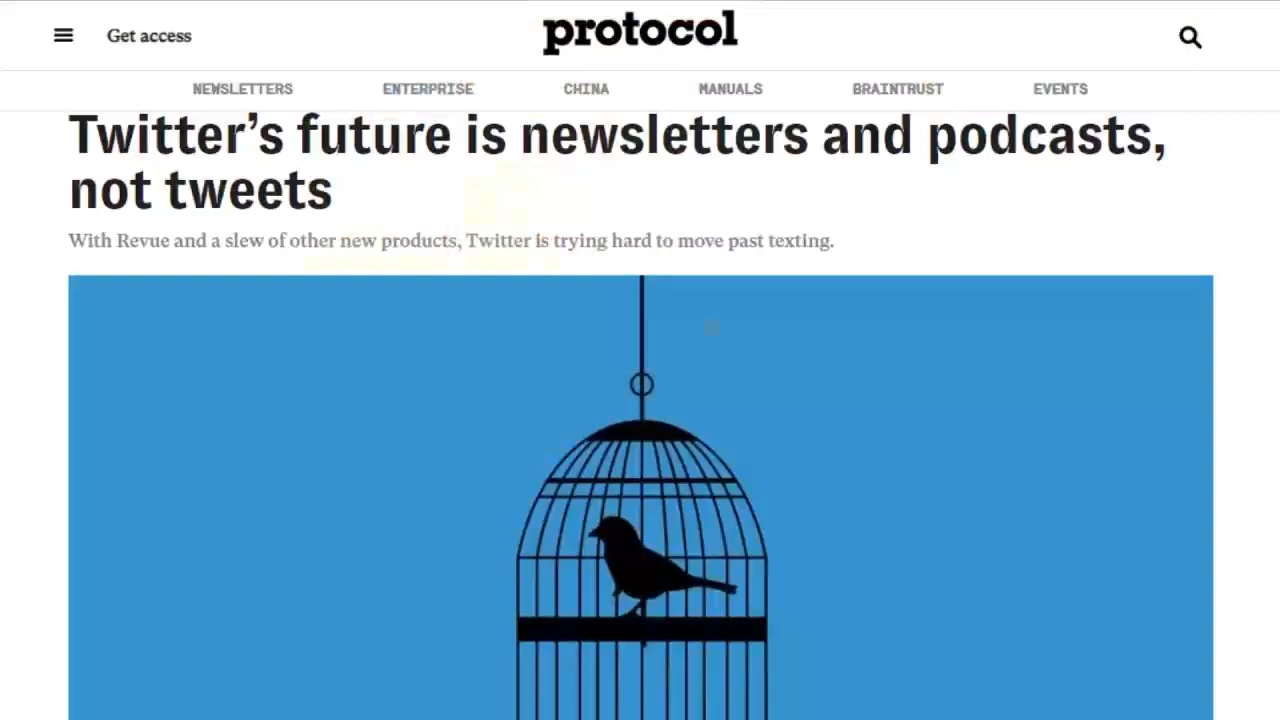 Get access
protocol
NEWSLETTERS ENTERPRISE CHINA MANUALS BRAINTRUST EVENTS
Twitter’s future is newsletters and podcasts,
not tweets
With Revue and a slew of other new products, Twitter is trying hard to move past texting.